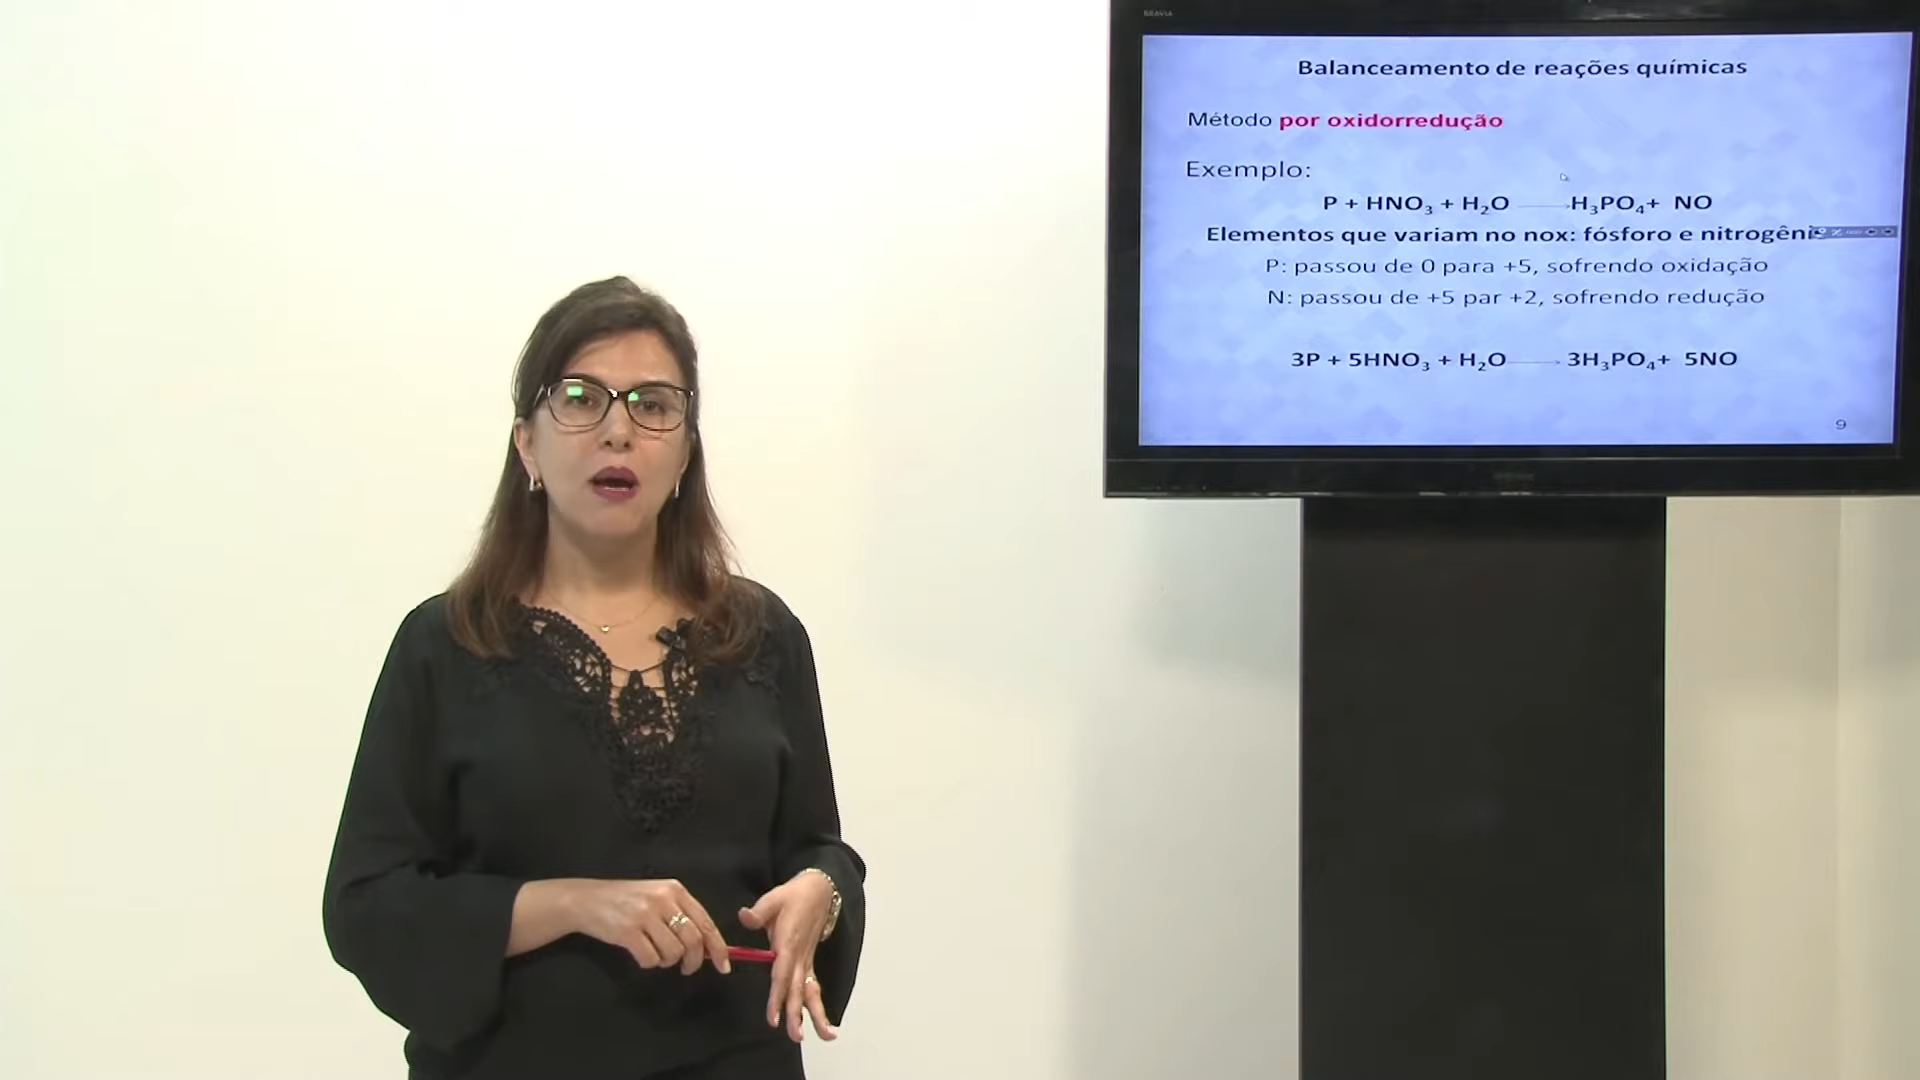 BRAVIA
Balanceamento de reações químicas
Método por oxidorredução
Exemplo:
P + HNO₃ + H₂O → H₃PO₄+ NO
Elementos que variam no nox: fósforo e nitrogêni
P: passou de 0 para +5, sofrendo oxidação
N: passou de +5 par +2, sofrendo redução
3P + 5HNO₃ + H₂O → 3H₃PO₄+ 5NO
9